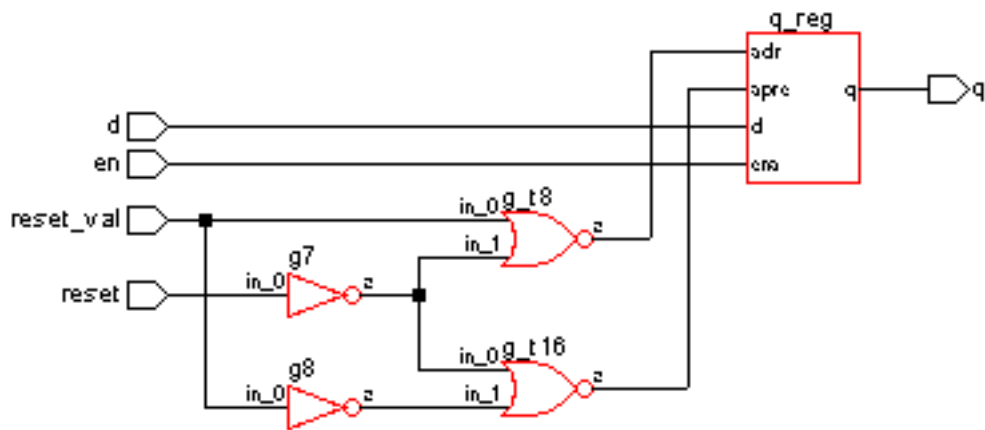 q_reg
adr
apre
q
q
d
d
en
ena
reset_val
in_0
g_t8
z
in_1
g7
reset
in_0
z
in_0
g_t16
z
g8
in_0
z
in_1